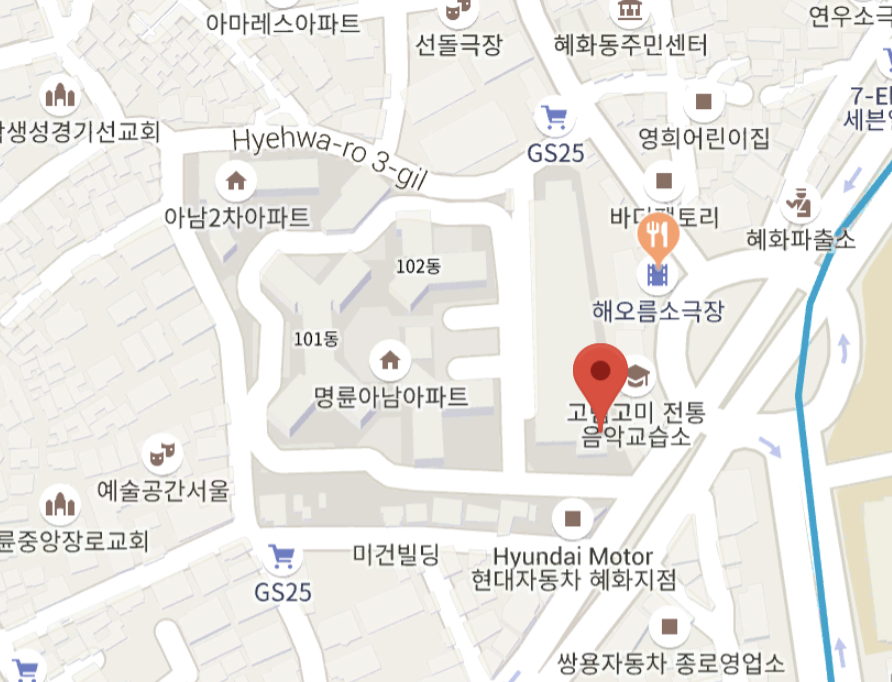 아마레스아파트
선돌극장
혜화동주민센터
연우소극
7-El
세븐
생성경기선교회
Hyehwa-ro 3-gil
GS25
영희어린이집
아남2차아파트
토리
혜화파출소
102동
해오름소극장
101동
명륜아남아파트
고미 전통
음악교습소
예술공간서울
륜중앙장로교회
미건빌딩
Hyundai Motor
현대자동차 혜화지점
GS25
쌍용자동차 종로영업소